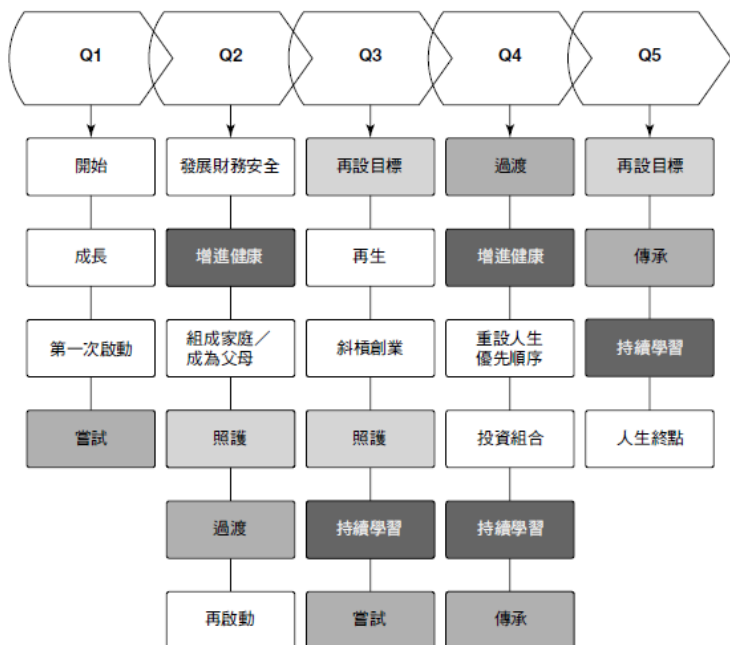 Q1
Q2
Q3
Q4
Q5
開始
成長
第一次啟動
嘗試
發展財務安全
增進健康
組成家庭／
成為父母
照護
過渡
再啟動
再設目標
再生
斜槓創業
照護
持續學習
嘗試
過渡
增進健康
重設人生
優先順序
投資組合
持續學習
傳承
再設目標
傳承
持續學習
人生終點